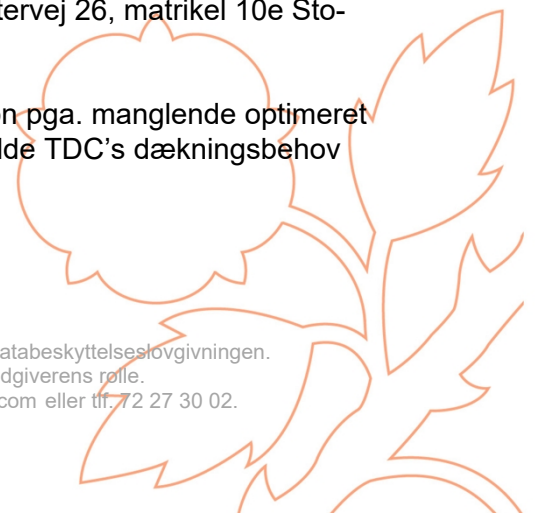 tervej 26, matrikel 10e Sto-
n pga. manglende optimeret
lde TDC’s dækningsbehov
atabeskyttelseslovgivningen.
dgiverens rolle.
com eller tlf. 72 27 30 02.